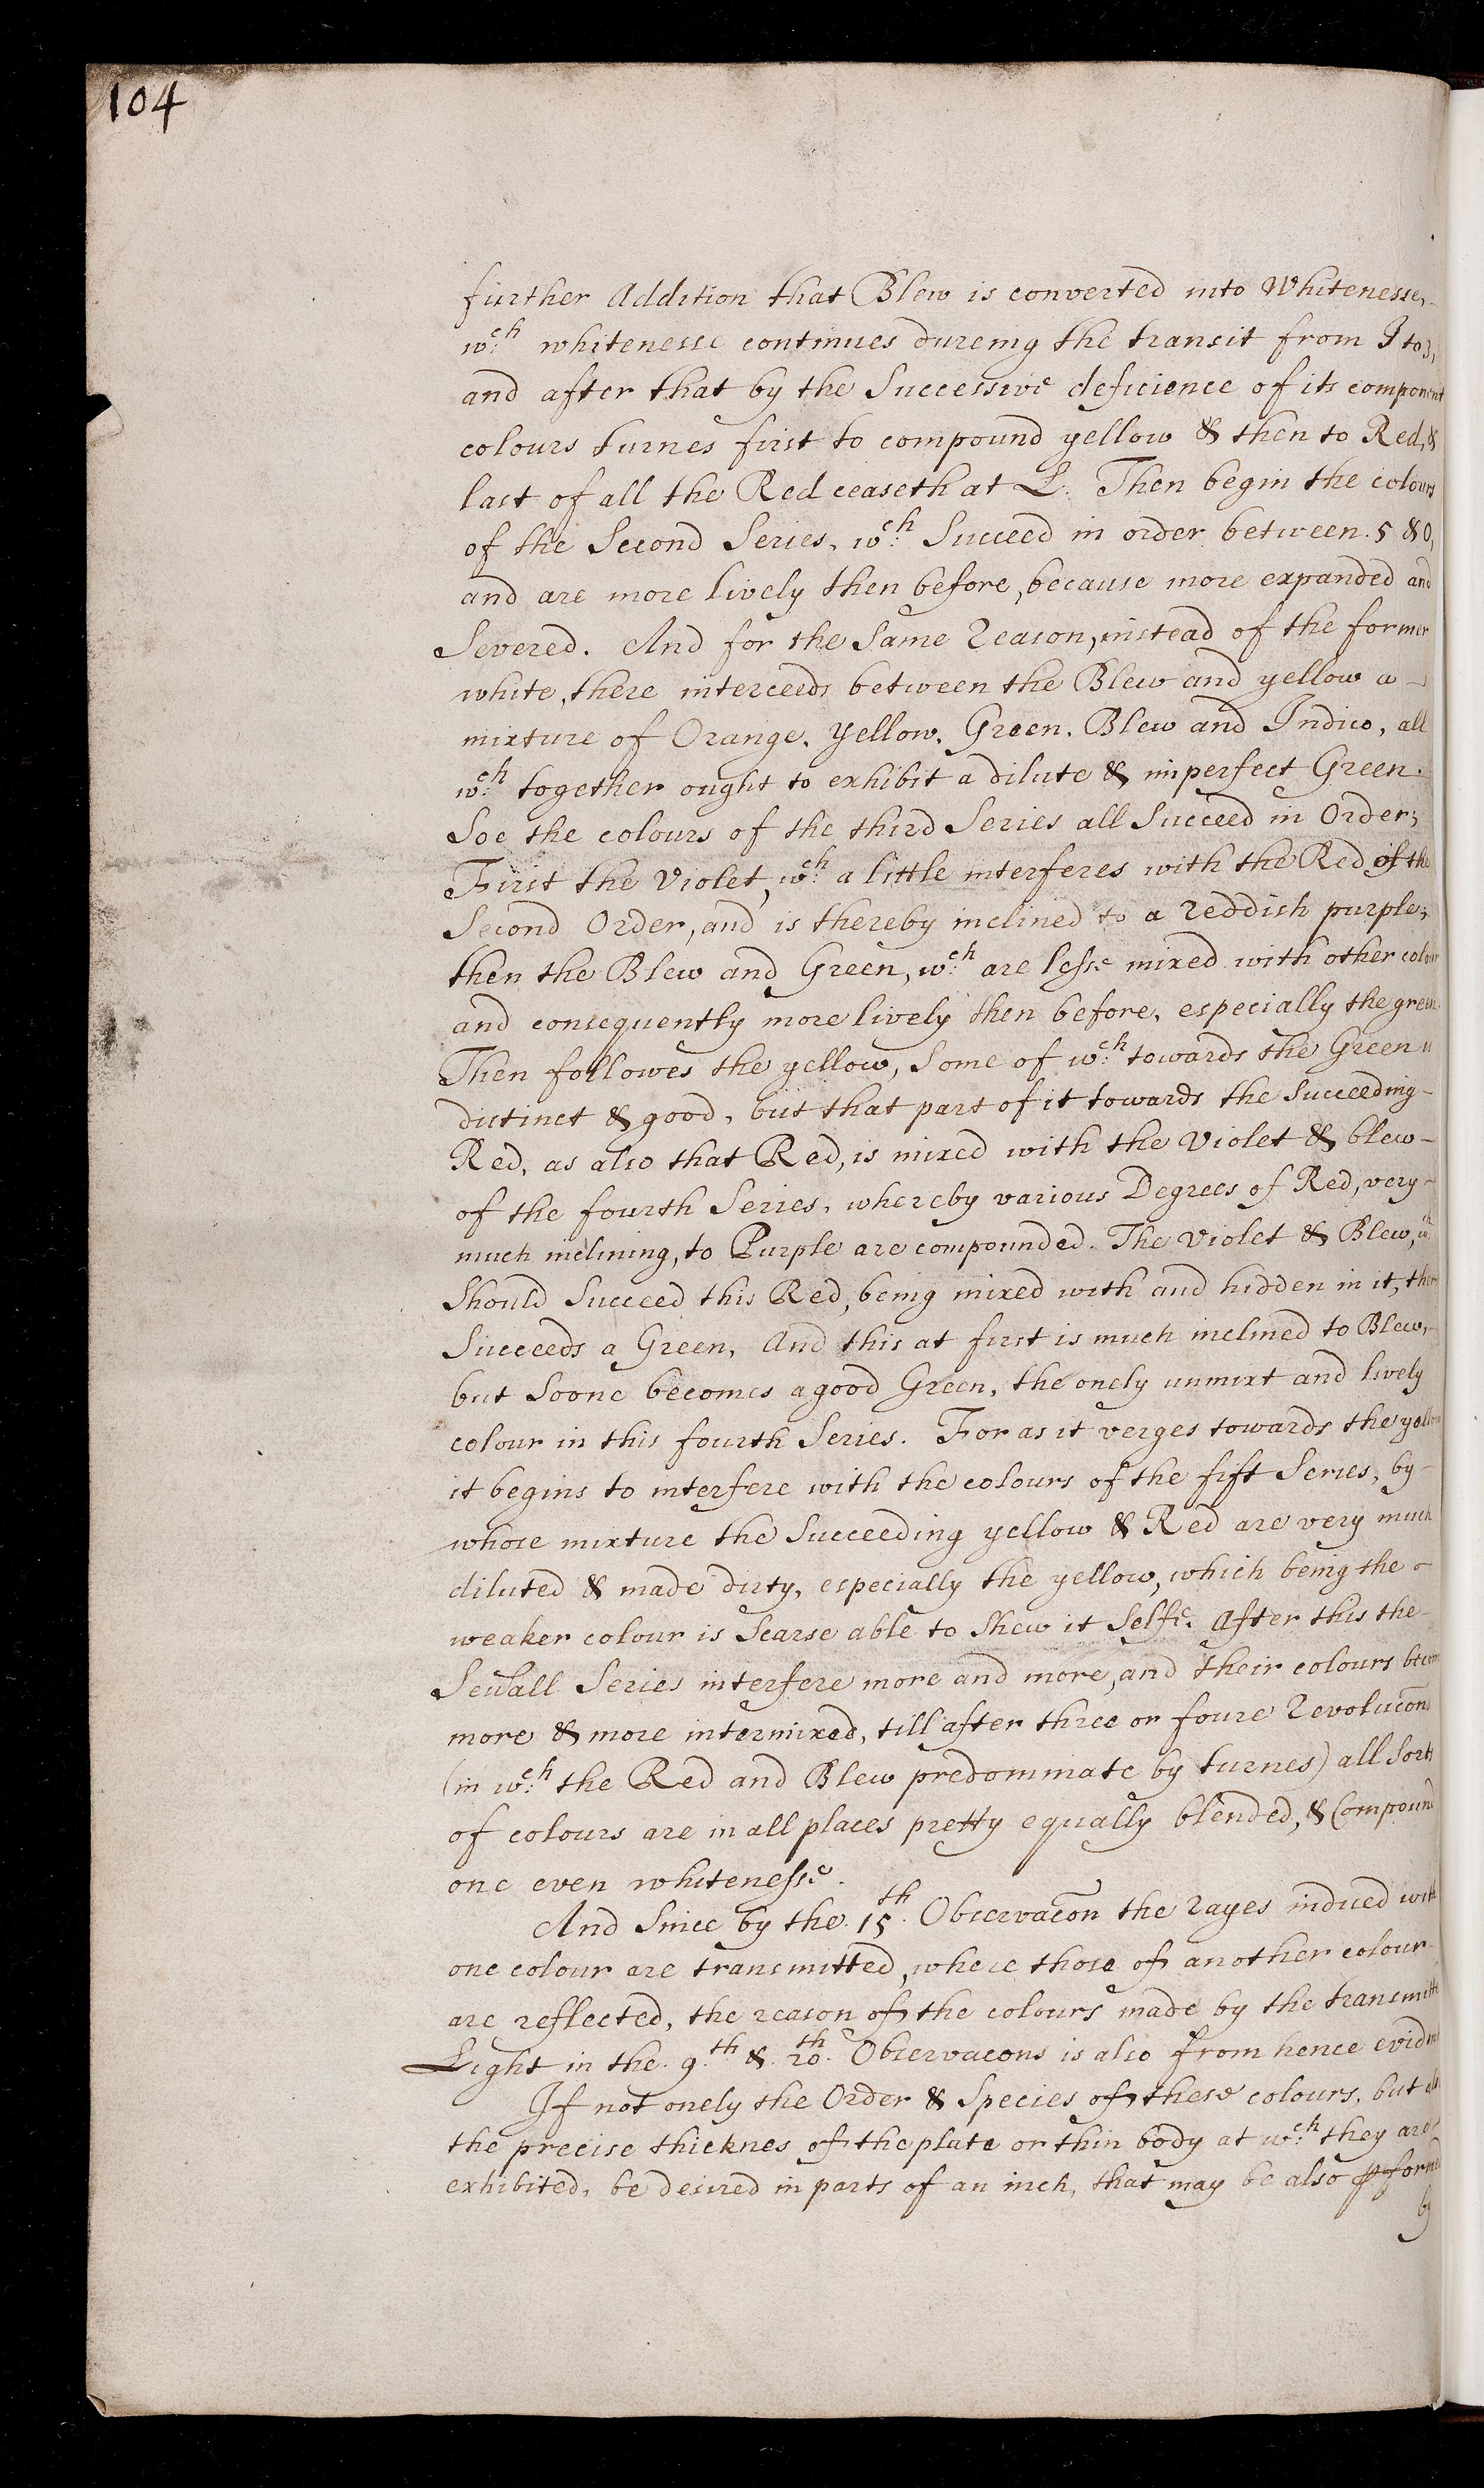 104
further Addition that Blew is converted into Whitenesse,
wch whitenesse continues dureing the transit from I to 3,
and after that by the Successive deficience of its component
colours turnes first to compound yellow & then to Red, &
last of all the Red ceaseth at L. Then begin the colours
of the Second Series, wch Succeed in order between 5 & O,
and are more lively then before, because more expanded and
Severed. And for the Same Reason, instead of the former
white, there interceeds between the Blew and yellow a
mixture of Orange, Yellow, Green, Blew and Indico, all
wch together ought to exhibit a dilute & imperfect Green.
Soe the colours of the third Series all Succeed in Order;
First the Violet, wch a little interferes with the Red of the
Second Order, and is thereby inclined to a reddish purple;
then the Blew and Green, wch are lesse mixed with other colour
and consequently more lively then before, especially the green.
Then followes the yellow, Some of wch towards the Green is
distinct & good, but that part of it towards the Succeeding
Red, as also that Red, is mixed with the Violet & blew
of the fourth Series, whereby various Degrees of Red, very
much inclining, to Purple are compounded. The Violet & Blew, wch
Should Succeed this Red, being mixed with and hidden in it, there
Succeeds a Green, And this at first is much inclined to Blew,
but Soone becomes a good Green, the onely unmixt and lively
colour in this fourth Series. For as it verges towards the yellow
it begins to interfere with the colours of the fift Series, by
whose mixture the Succeeding yellow & Red are very much
diluted & made dirty, especially the yellow, which being the
weaker colour is Scarse able to Shew it Selfe. After this the
Sevall Series interfere more and more, and their colours become
more & more intermixed, till after three or foure Revolucons
(in wch the Red and Blew predominate by turnes) all Sorts
of colours are in all places pretty equally blended, & Compound
one even whitenesse.
And Since by the 15th. Observacon the rayes indued with
one colour are transmitted, where those of another colour
are reflected, the reason of the colours made by the transmitted
Light in the 9th & 20th. Observacons is also from hence evident
If not onely the Order & Species of these colours, but also
the precise thicknes of the plate or thin body at wch they are
exhibited, be desired in parts of an inch, that may be also pformd
by